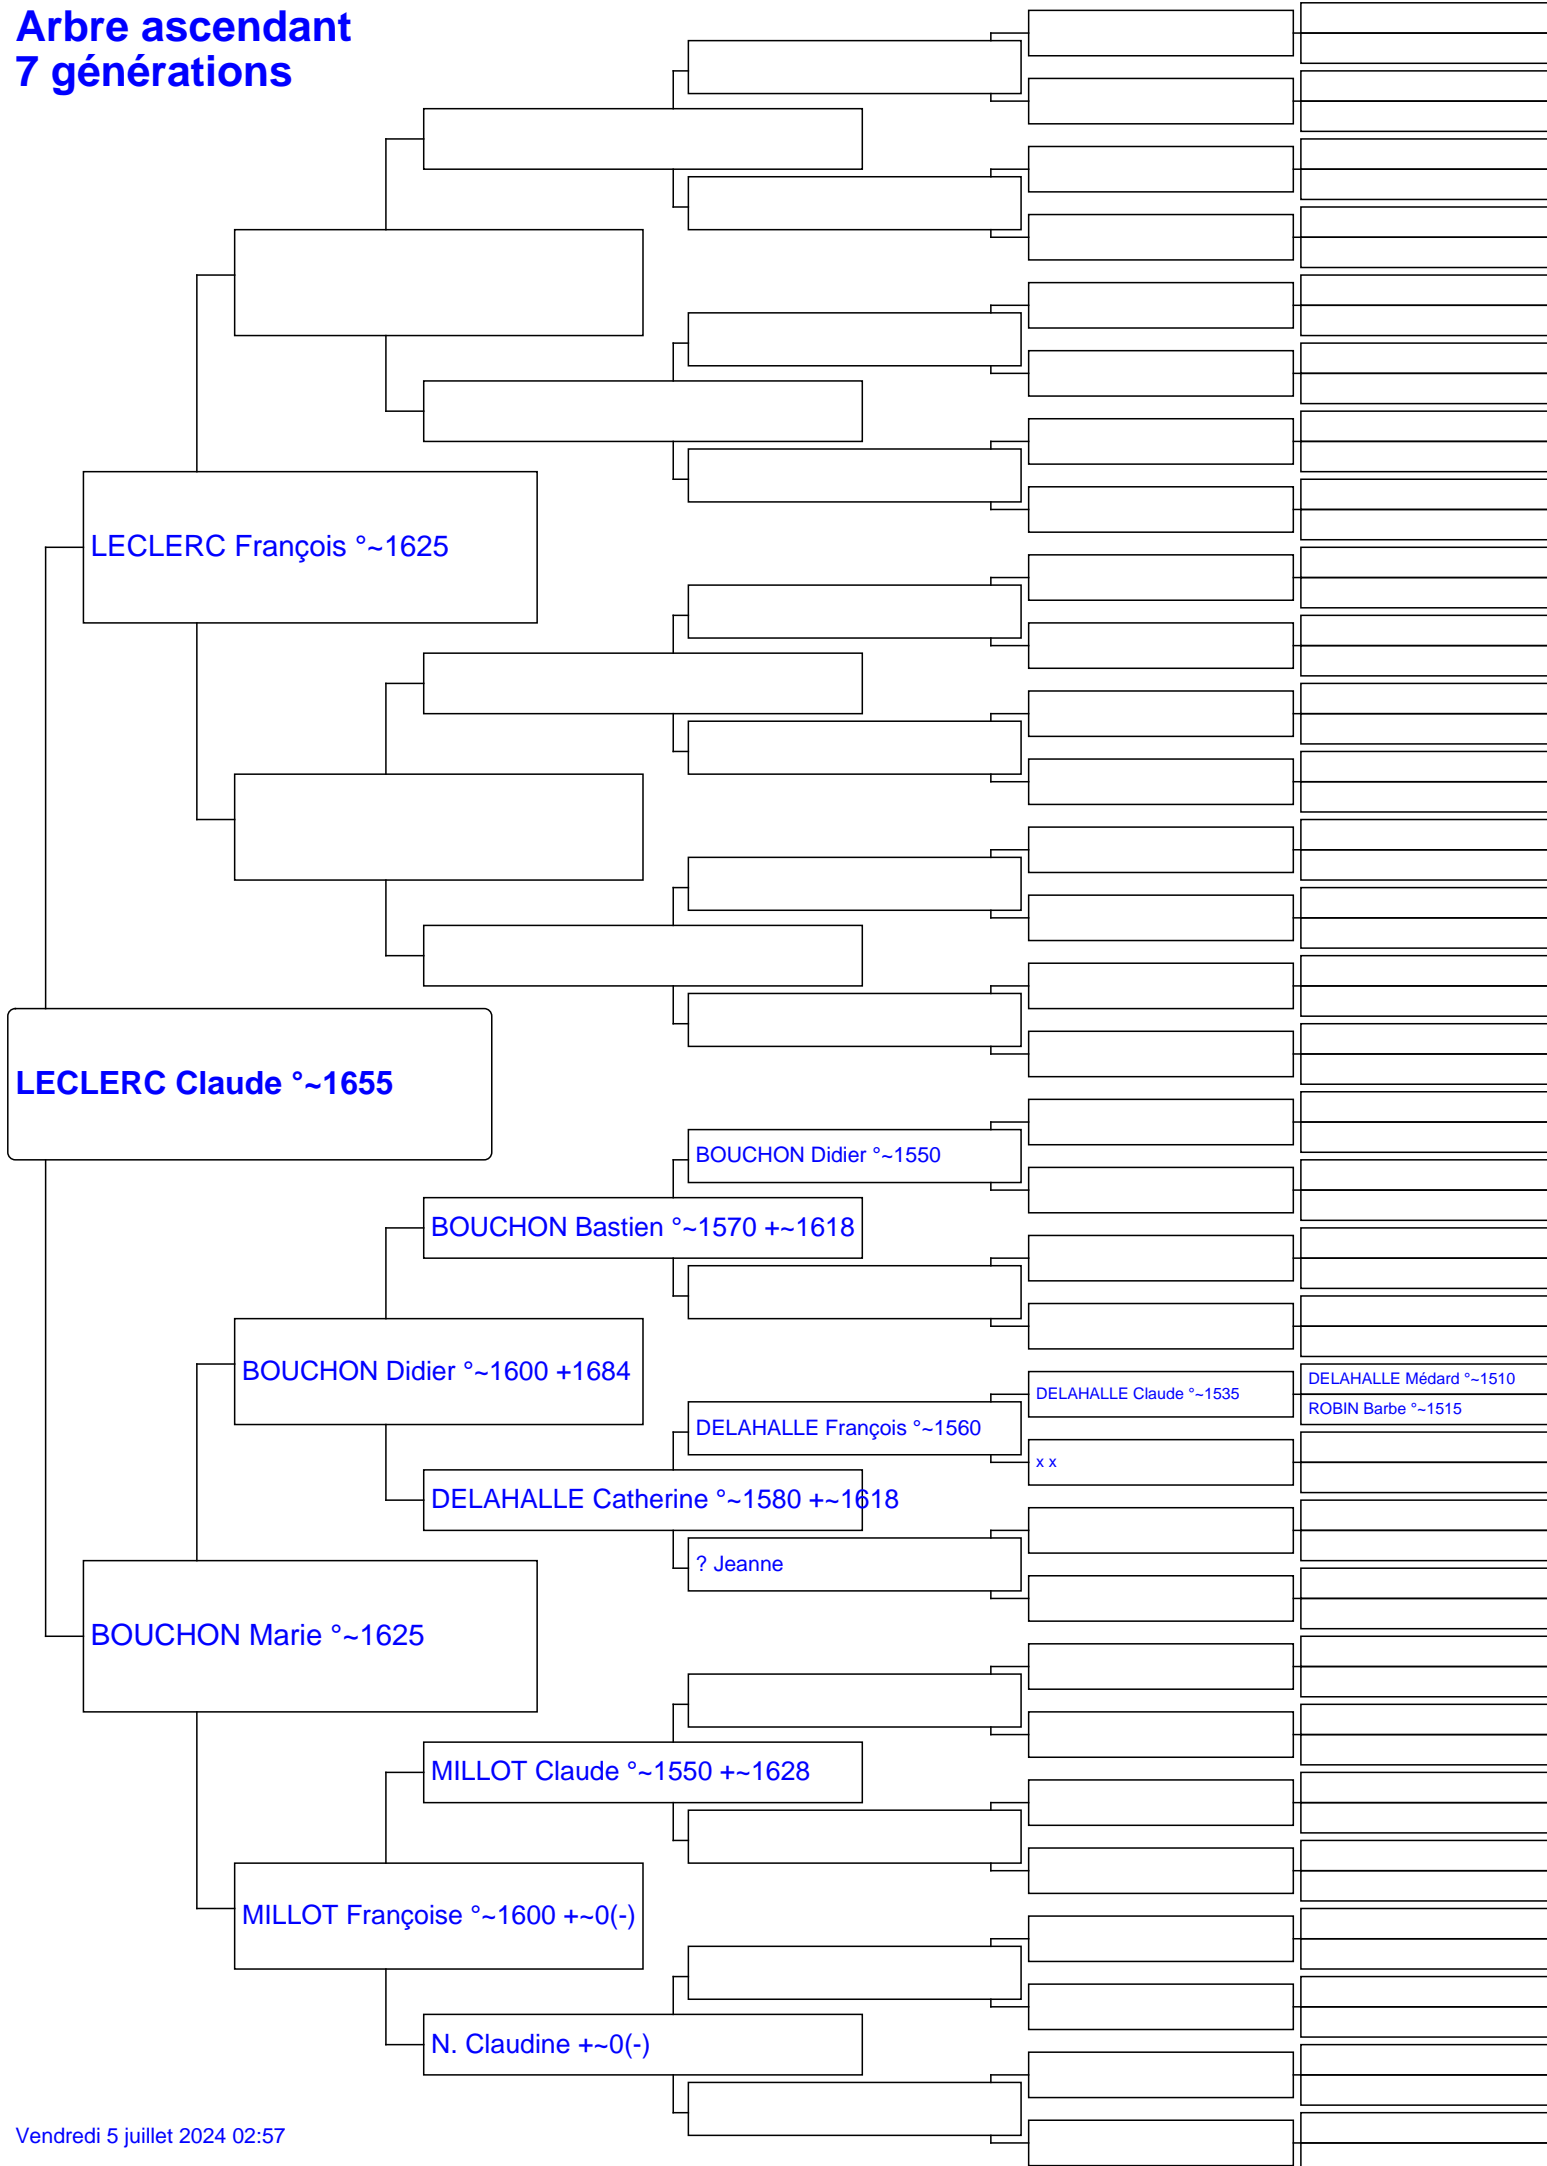 Arbre ascendant
7 générations
LECLERC François °~1625
LECLERC Claude °~1655
BOUCHON Didier °~1550
BOUCHON Bastien °~1570 +~1618
BOUCHON Didier °~1600 +1684
DELAHALLE Médard °~1510
DELAHALLE Claude °~1535
ROBIN Barbe °~1515
DELAHALLE François °~1560
x x
DELAHALLE Catherine °~1580 +~1618
? Jeanne
BOUCHON Marie °~1625
MILLOT Claude °~1550 +~1628
MILLOT Françoise °~1600 +~0(-)
N. Claudine +~0(-)
Vendredi 5 juillet 2024 02:57